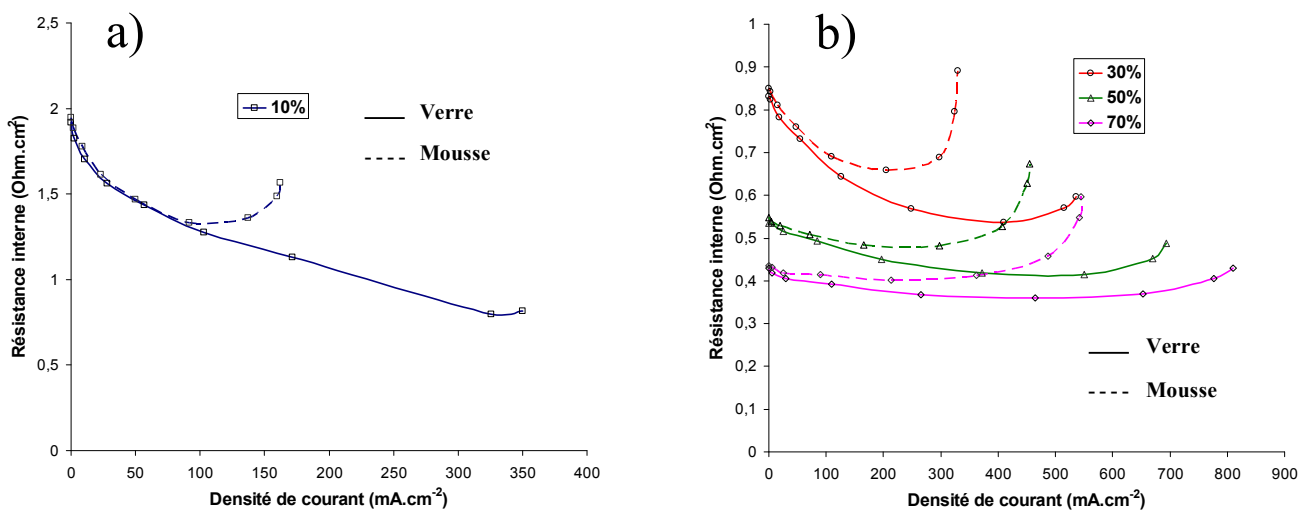 a)
Résistance interne (Ohm.cm²)
2,5
2
1,5
1
0,5
0
0 50 100 150 200 250 300 350 400
Densité de courant (mA.cm⁻²)
10%
Verre
Mousse
b)
Résistance interne (Ohm.cm²)
1
0,9
0,8
0,7
0,6
0,5
0,4
0,3
0,2
0,1
0
0 100 200 300 400 500 600 700 800 900
Densité de courant (mA.cm⁻²)
30%
50%
70%
Verre
Mousse